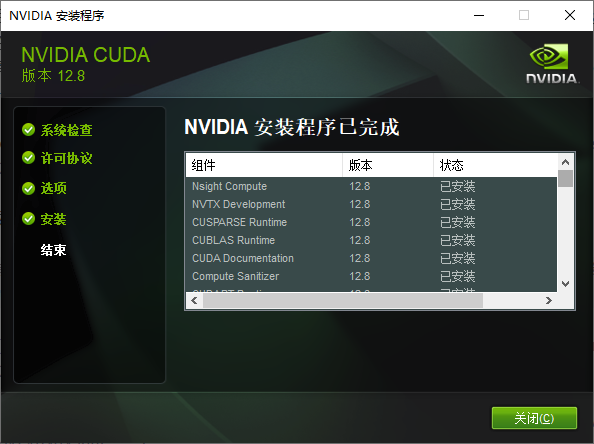 NVIDIA 安装程序
NVIDIA CUDA
版本 12.8
NVIDIA.
系统检查
许可协议
选项
安装
结束
NVIDIA 安装程序已完成
组件 版本 状态
Nsight Compute 12.8 已安装
NVTX Development 12.8 已安装
CUSPARSE Runtime 12.8 已安装
CUBLAS Runtime 12.8 已安装
CUDA Documentation 12.8 已安装
Compute Sanitizer 12.8 已安装
关闭(C)